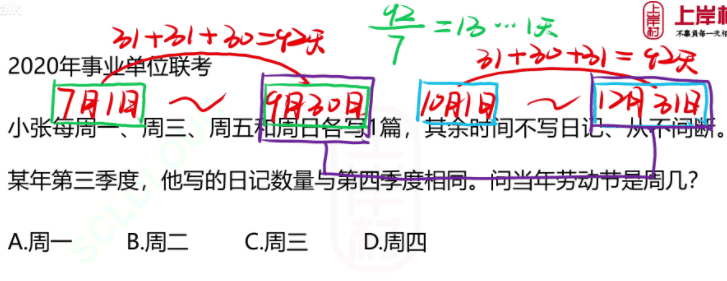 92/7=13…1天
上岸村
不辜负每一次相
31+31+30=92天
31+30+31=92天
2020年事业单位联考
7月1日 ～ 9月30日 10月1日 ～ 12月31日
小张每周一、周三、周五和周日各写1篇，其余时间不写日记、从不间断。
某年第三季度，他写的日记数量与第四季度相同。问当年劳动节是周几？
A.周一 B.周二 C.周三 D.周四
上岸村